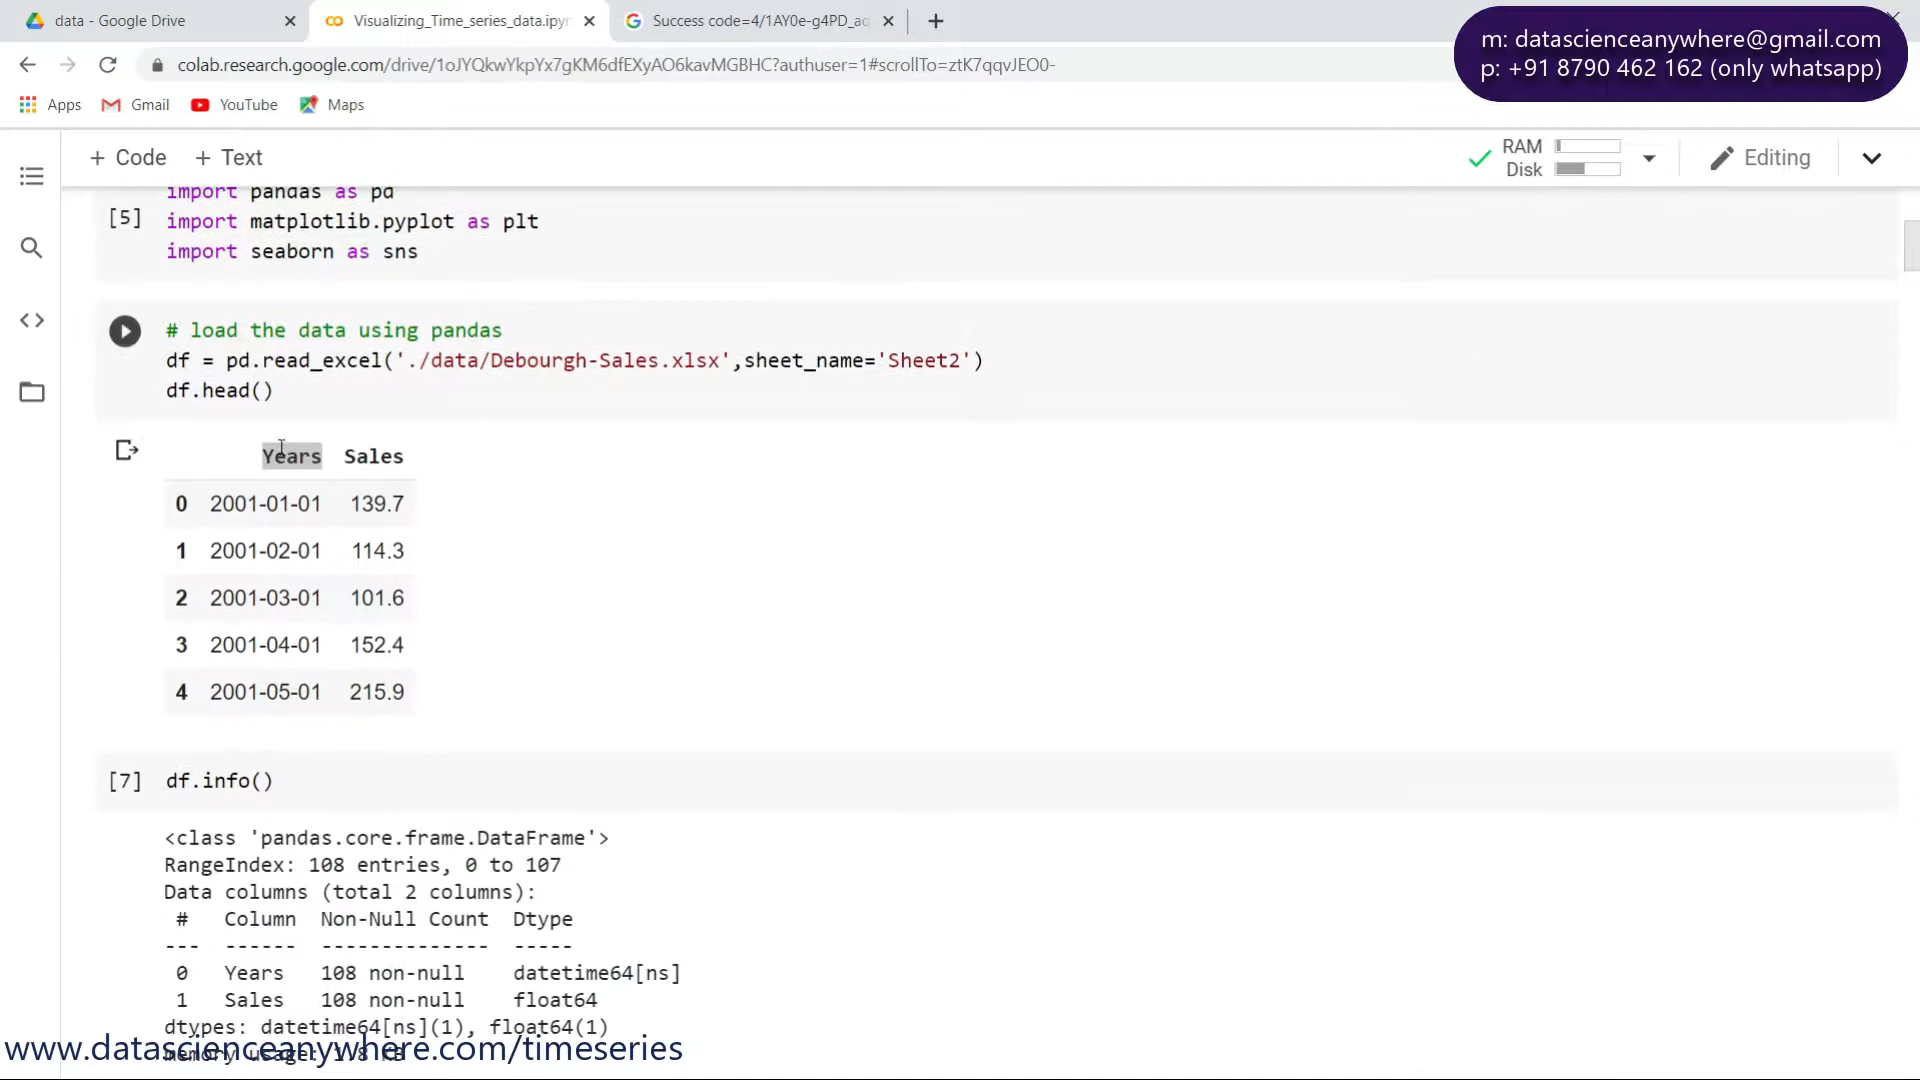 data - Google Drive
Visualizing_Time_series_data.ipyn
Success code=4/1AY0e-g4PD_aq
m: datascienceanywhere@gmail.com
p: +91 8790 462 162 (only whatsapp)
colab.research.google.com/drive/1oJYQkwYkpYx7gKM6dfEXyAO6kavMGBHC?authuser=1#scrollTo=ztK7qqvJEO0-
Apps Gmail YouTube Maps
+ Code + Text
RAM
Disk
Editing
[5]
import pandas as pd
import matplotlib.pyplot as plt
import seaborn as sns
# load the data using pandas
df = pd.read_excel('./data/Debourgh-Sales.xlsx',sheet_name='Sheet2')
df.head()
Years Sales
0 2001-01-01 139.7
1 2001-02-01 114.3
2 2001-03-01 101.6
3 2001-04-01 152.4
4 2001-05-01 215.9
[7] df.info()
<class 'pandas.core.frame.DataFrame'>
RangeIndex: 108 entries, 0 to 107
Data columns (total 2 columns):
# Column Non-Null Count Dtype
--- ------ -------------- -----
0 Years 108 non-null datetime64[ns]
1 Sales 108 non-null float64
dtypes: datetime64[ns](1), float64(1)
memory usage: 1.8 KB
www.datascienceanywhere.com/timeseries